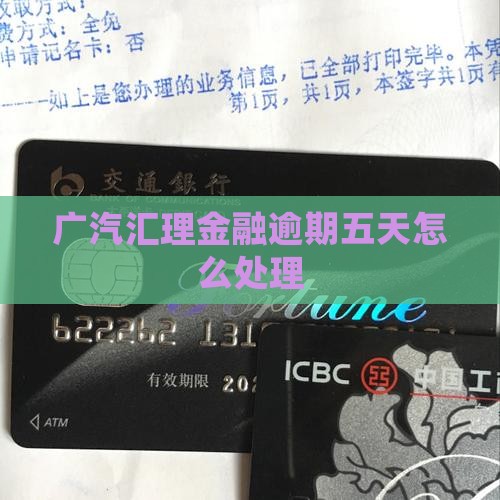 收取方式：
费方式：全免
申请记名卡：否
如上是您办理的业务信息，已全部打印完毕。本凭
第1页，共1页，本签字共1页有
交通銀行
BANK OF COMMUNICATIONS
广汽汇理金融逾期五天怎
么处理
Fortune
622262 131
有效期限 202
ATM
ICBC 中国工